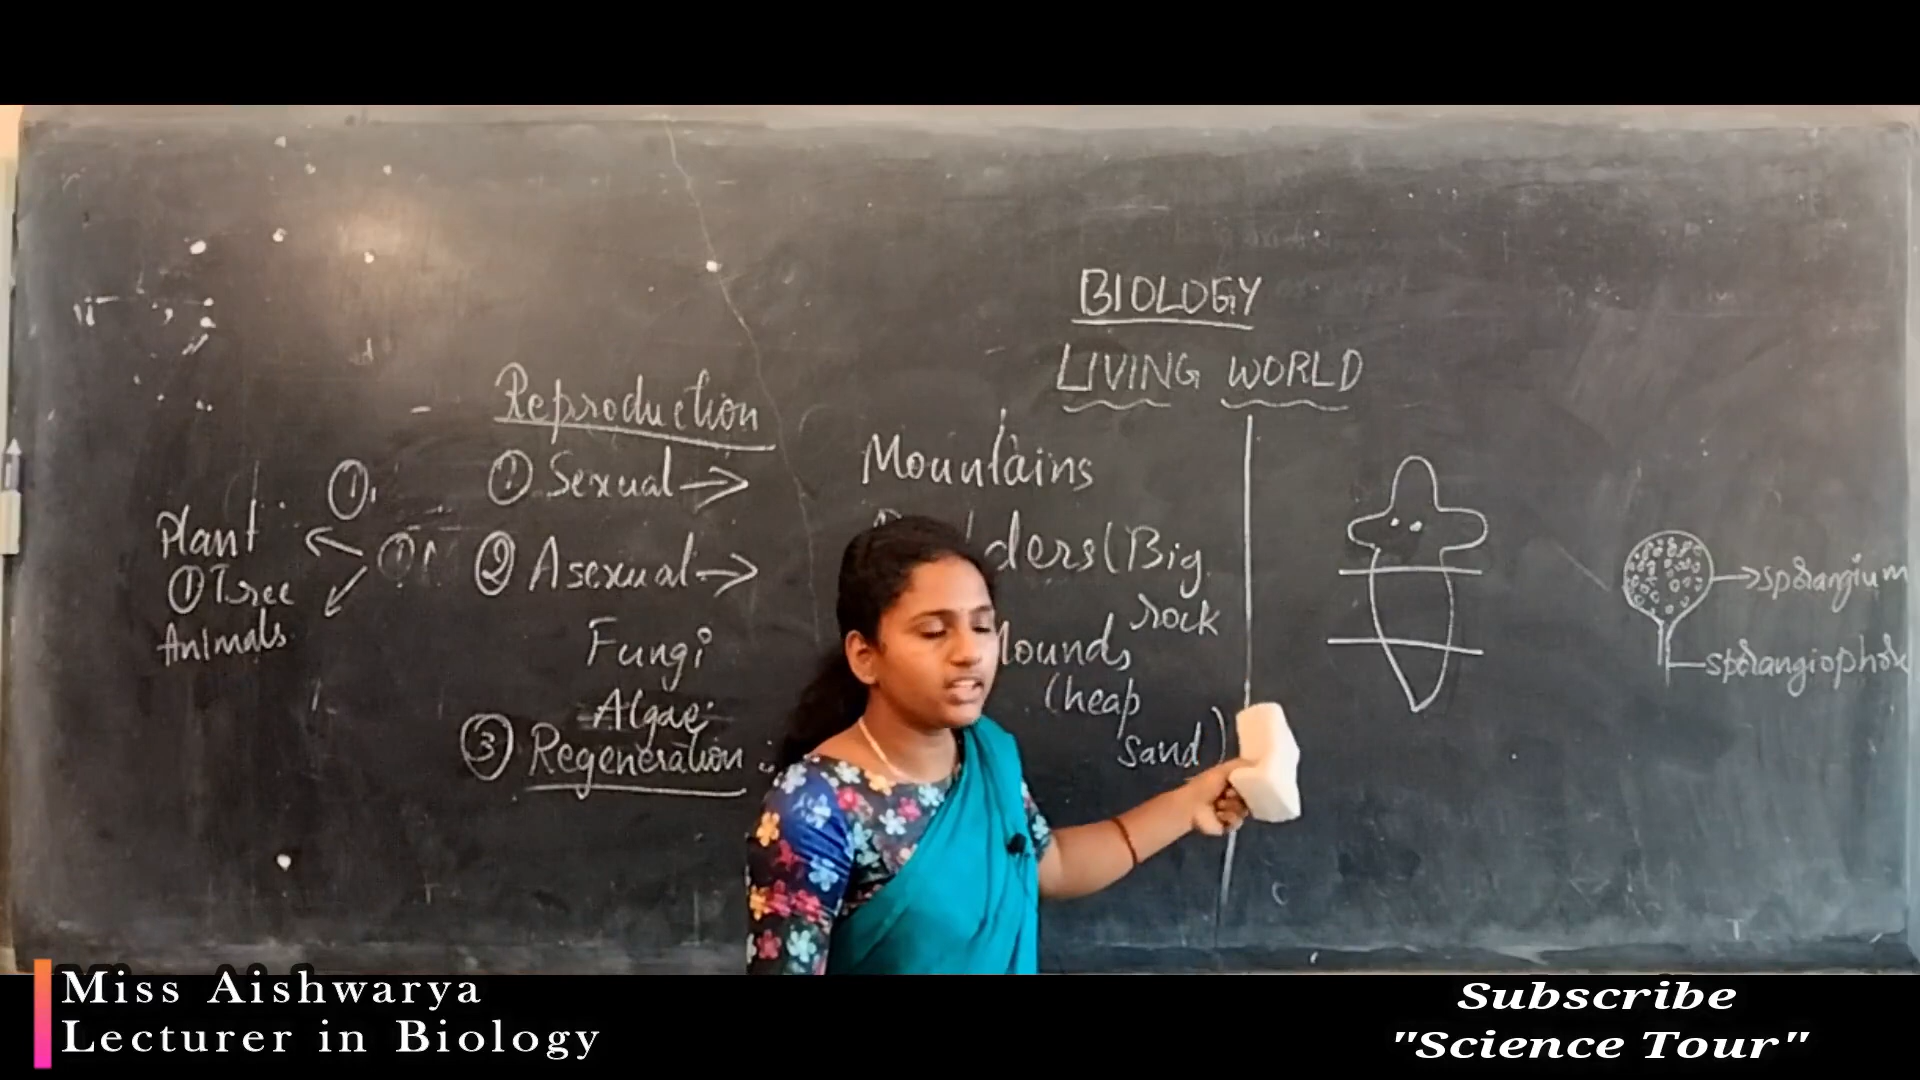 BIOLOGY
LIVING WORLD
Reproduction
① Sexual →
② Asexual →
Fungi
Algae
③ Regeneration :
①.
Plant
① Tree
Animals
Mountains
ders (Big
rock
ounds
(heap
sand)
sporangium
sporangiophore
Miss Aishwarya
Lecturer in Biology
Subscribe
"Science Tour"